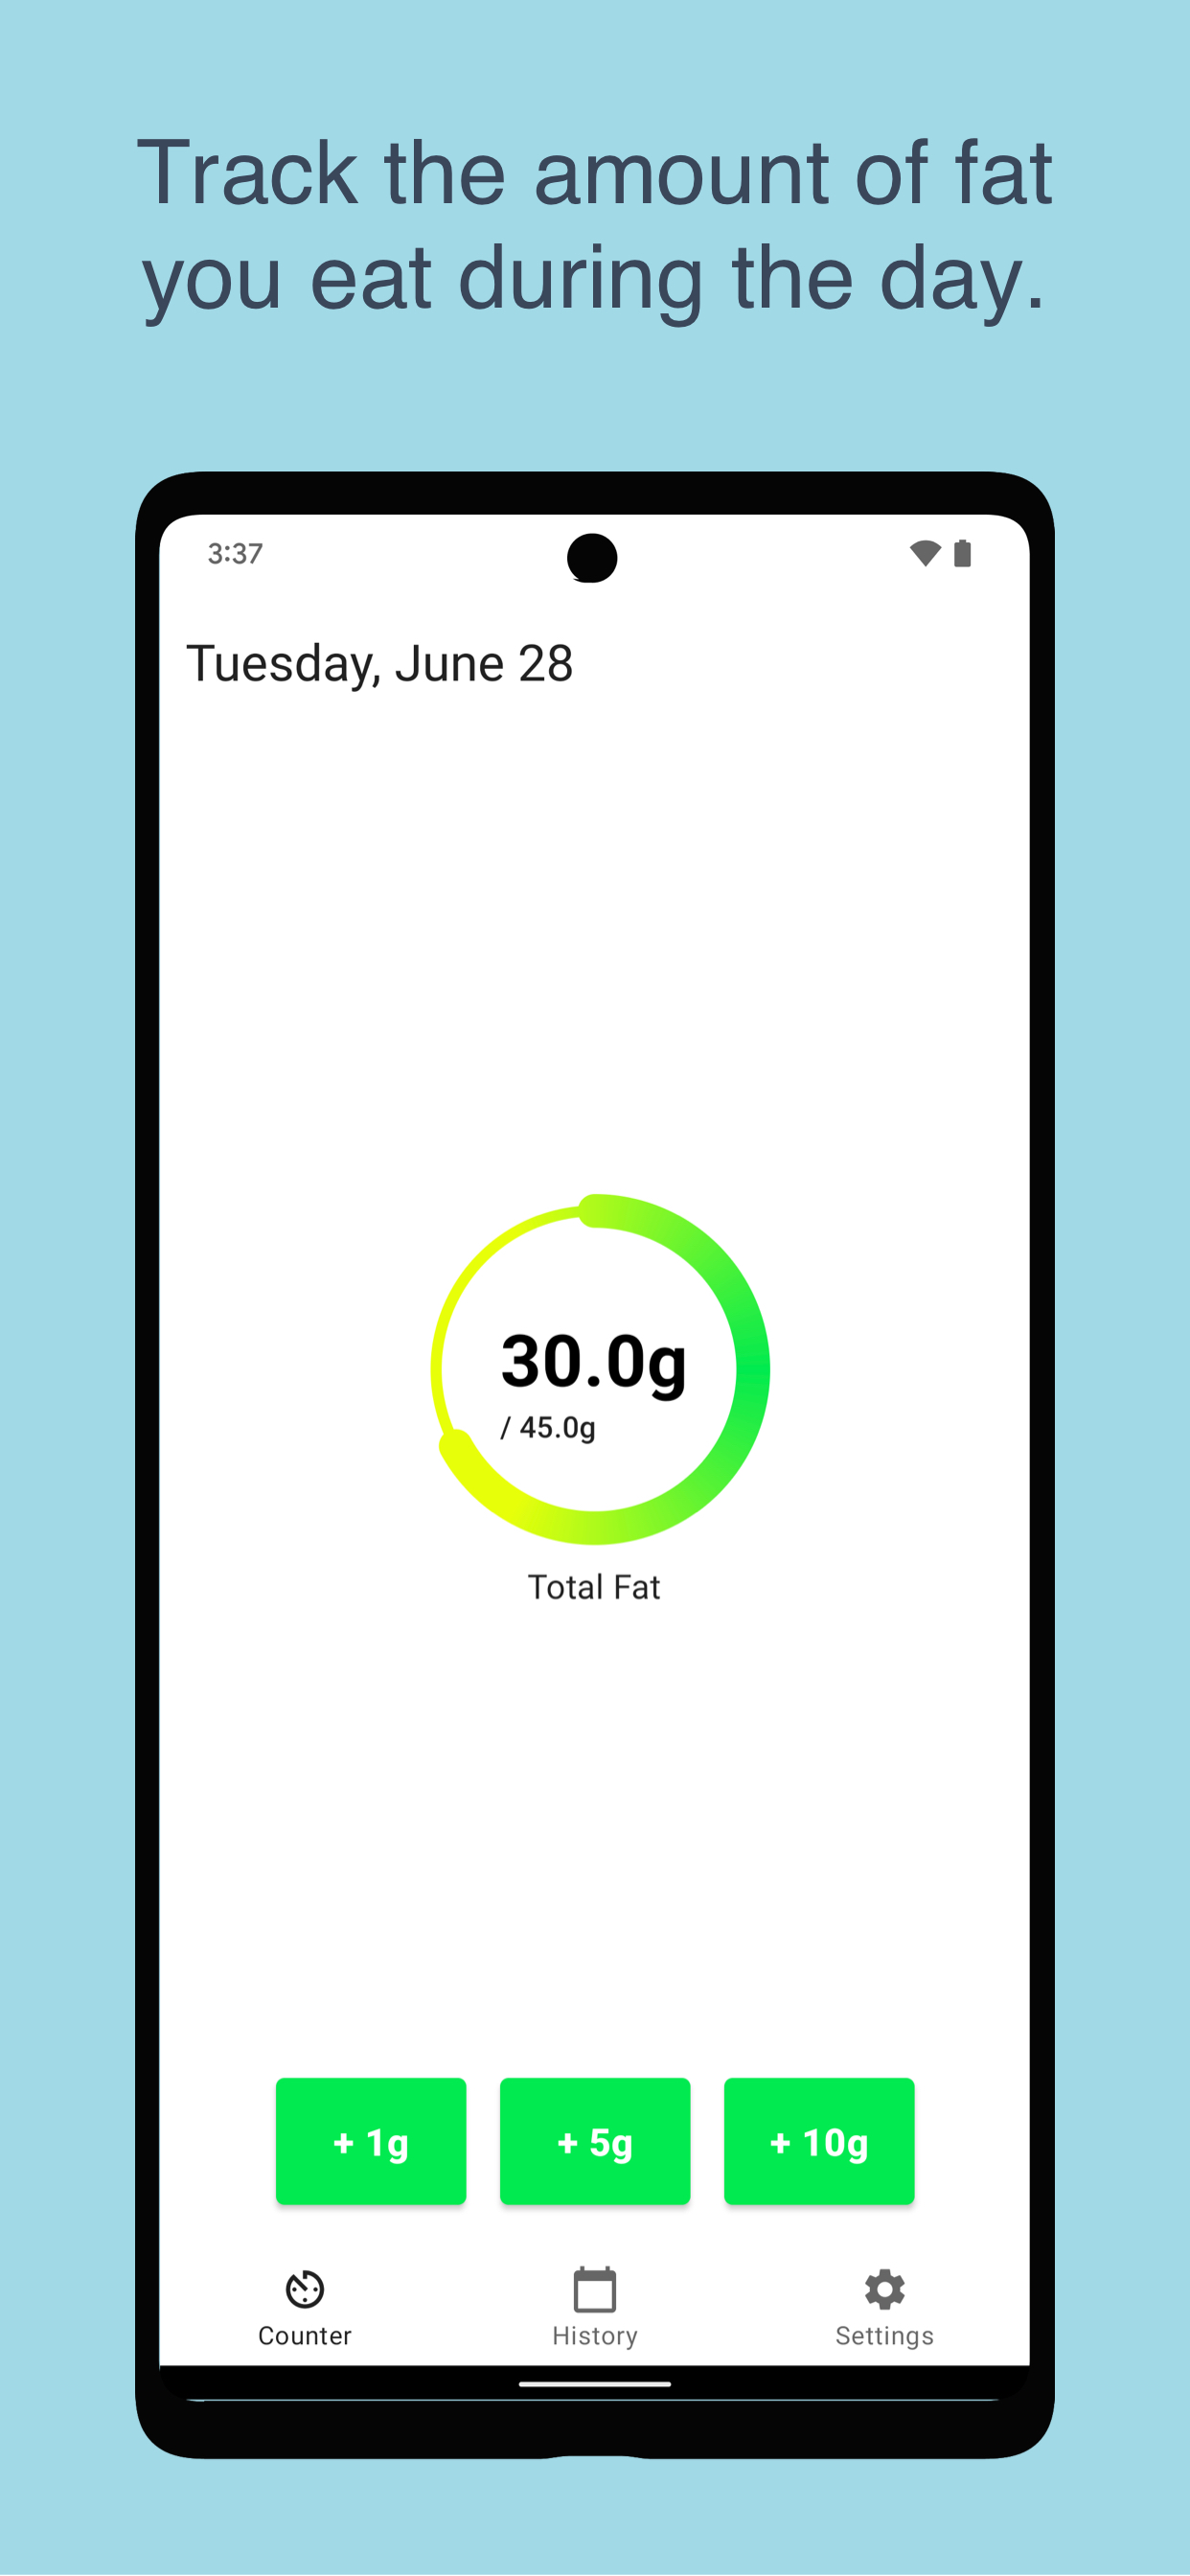 Track the amount of fat
you eat during the day.
3:37
Tuesday, June 28
30.0g
/ 45.0g
Total Fat
+ 1g
+ 5g
+ 10g
Counter
History
Settings